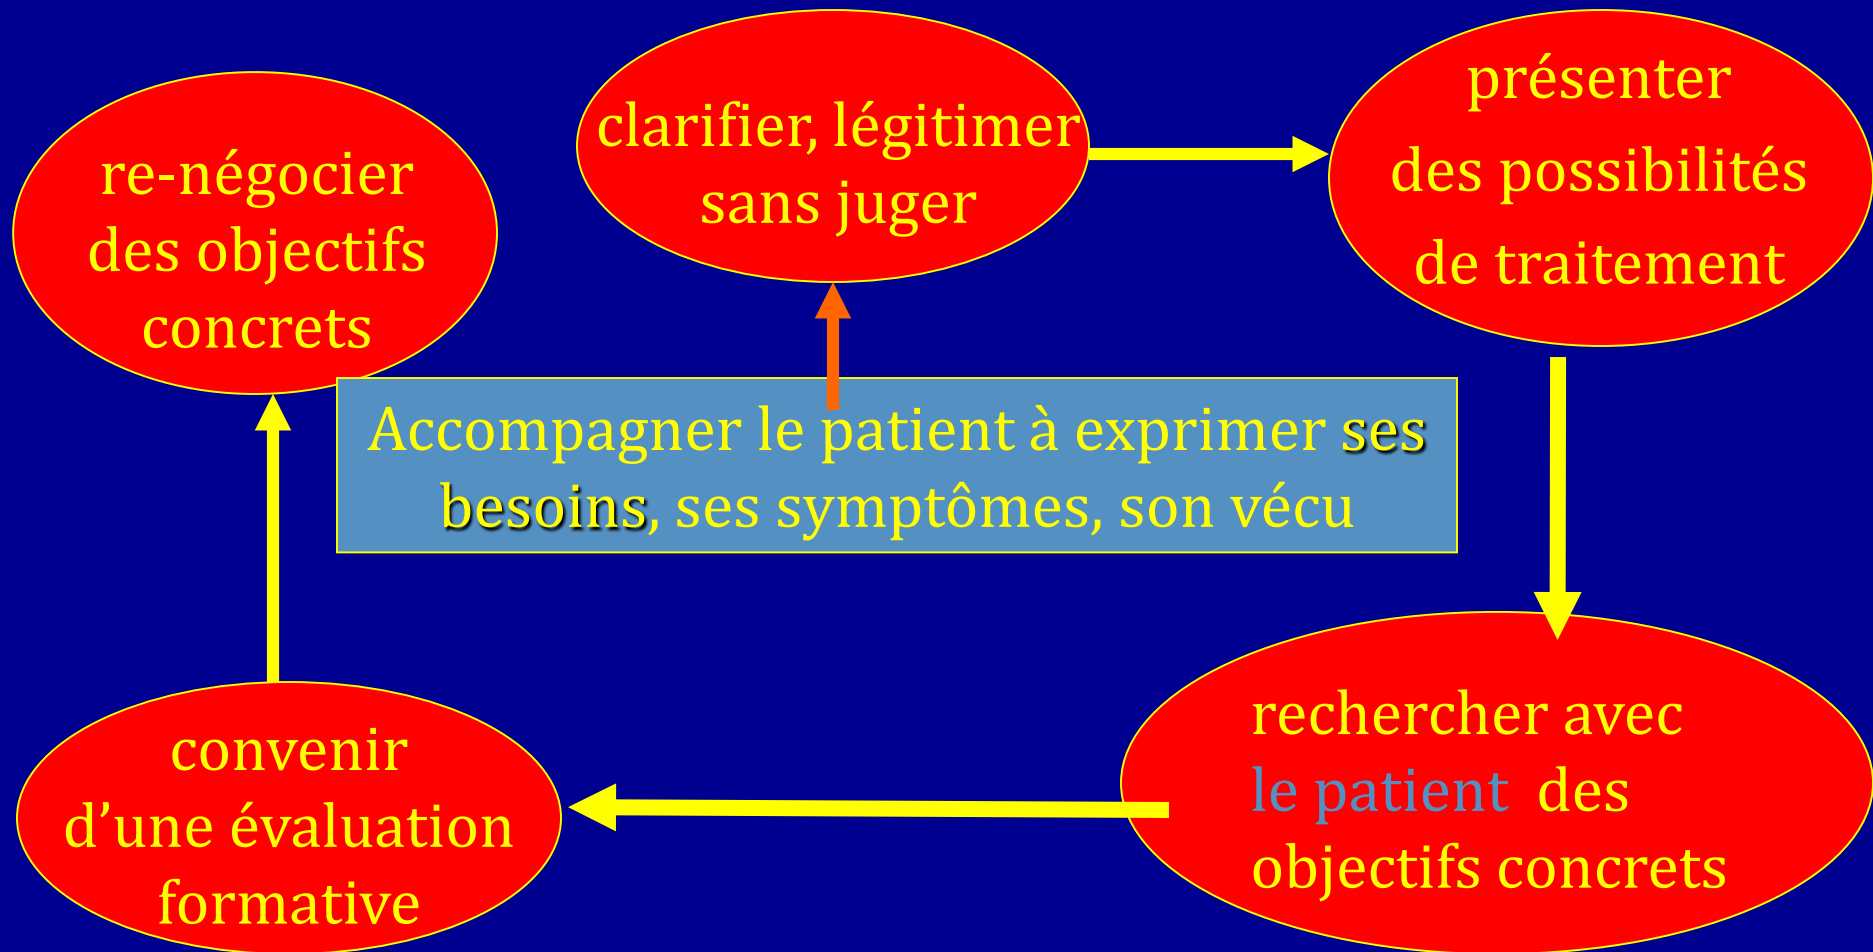 re-négocier
des objectifs
concrets
clarifier, légitimer
sans juger
présenter
des possibilités
de traitement
Accompagner le patient à exprimer ses
besoins, ses symptômes, son vécu
convenir
d’une évaluation
formative
rechercher avec
le patient des
objectifs concrets